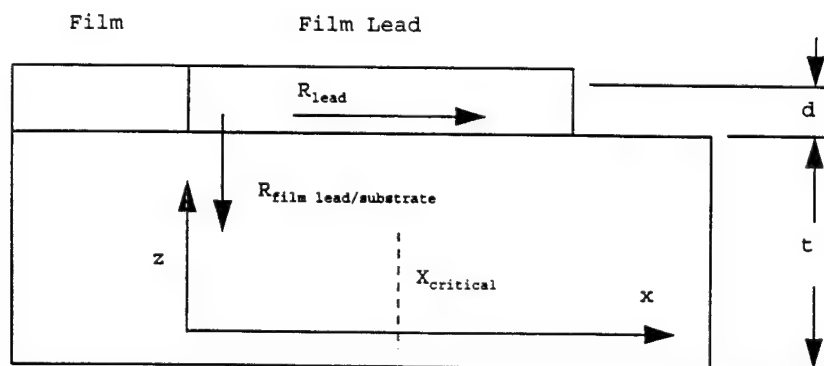 Film Film Lead
R_lead
d
R_film lead/substrate
t
z
X_critical
x